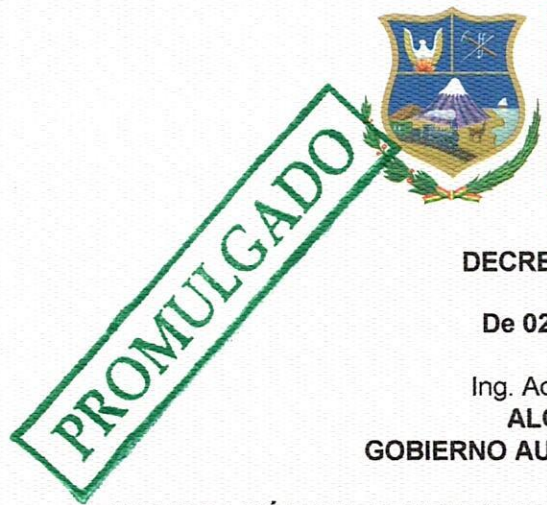 PROMULGADO
DECRE
De 02
Ing. Ad
ALC
GOBIERNO AU